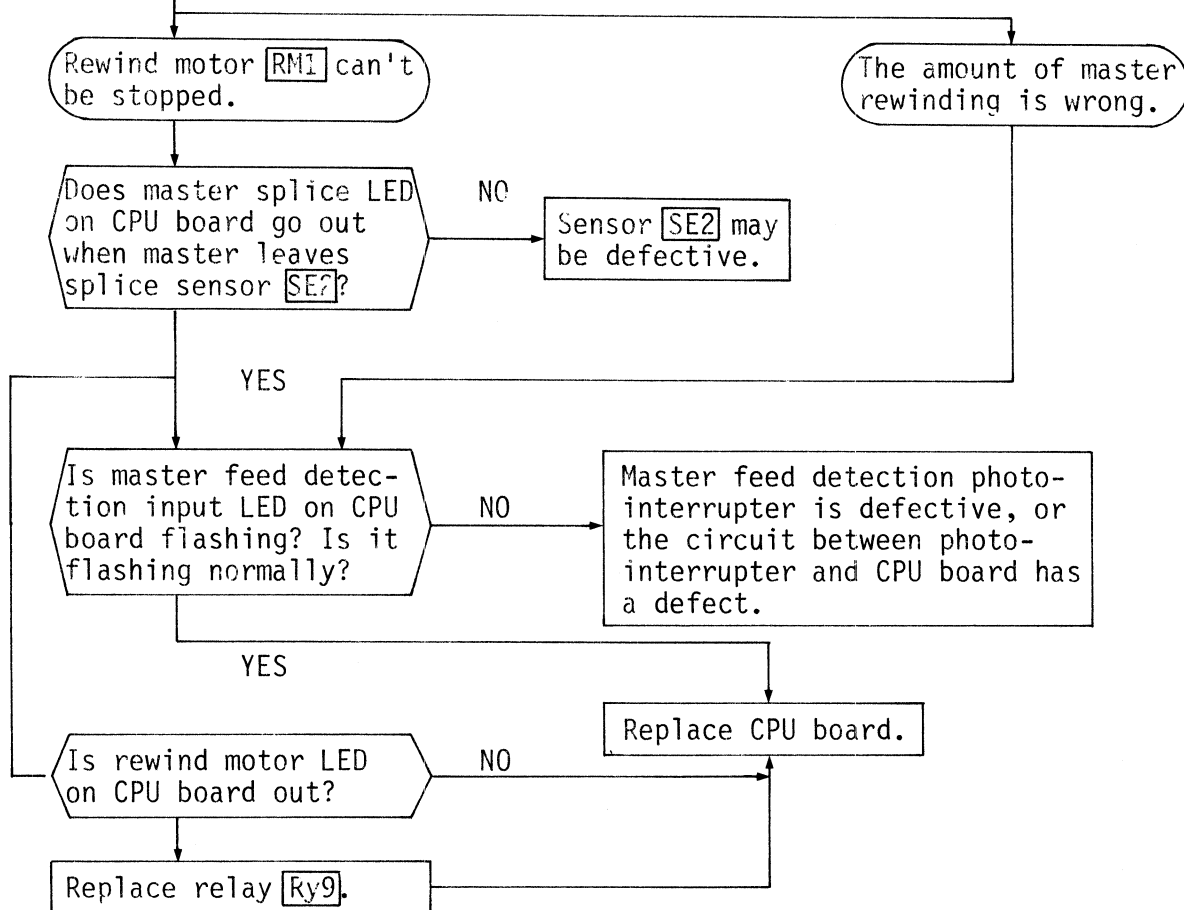 Rewind motor RM1 can't
be stopped.
The amount of master
rewinding is wrong.
Does master splice LED
on CPU board go out
when master leaves
splice sensor SE2?
NO
Sensor SE2 may
be defective.
YES
Is master feed detec-
tion input LED on CPU
board flashing? Is it
flashing normally?
NO
Master feed detection photo-
interrupter is defective, or
the circuit between photo-
interrupter and CPU board has
a defect.
YES
Replace CPU board.
Is rewind motor LED
on CPU board out?
NO
Replace relay Ry9.